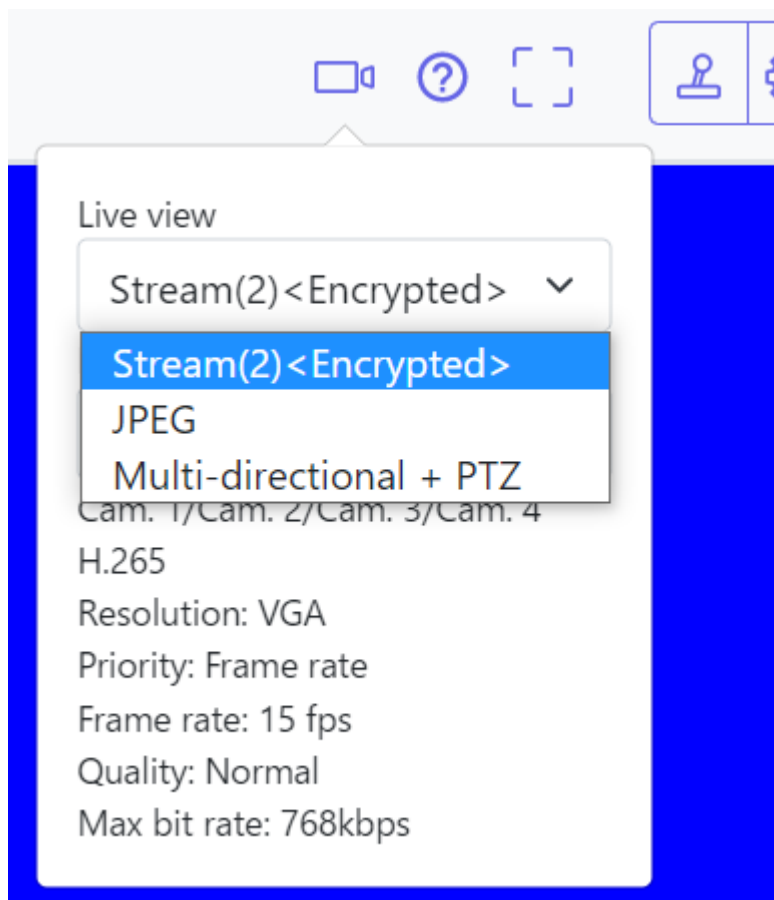 Live view
Stream(2)<Encrypted>
Stream(2)<Encrypted>
JPEG
Multi-directional + PTZ
Cam. 1/Cam. 2/Cam. 3/Cam. 4
H.265
Resolution: VGA
Priority: Frame rate
Frame rate: 15 fps
Quality: Normal
Max bit rate: 768kbps